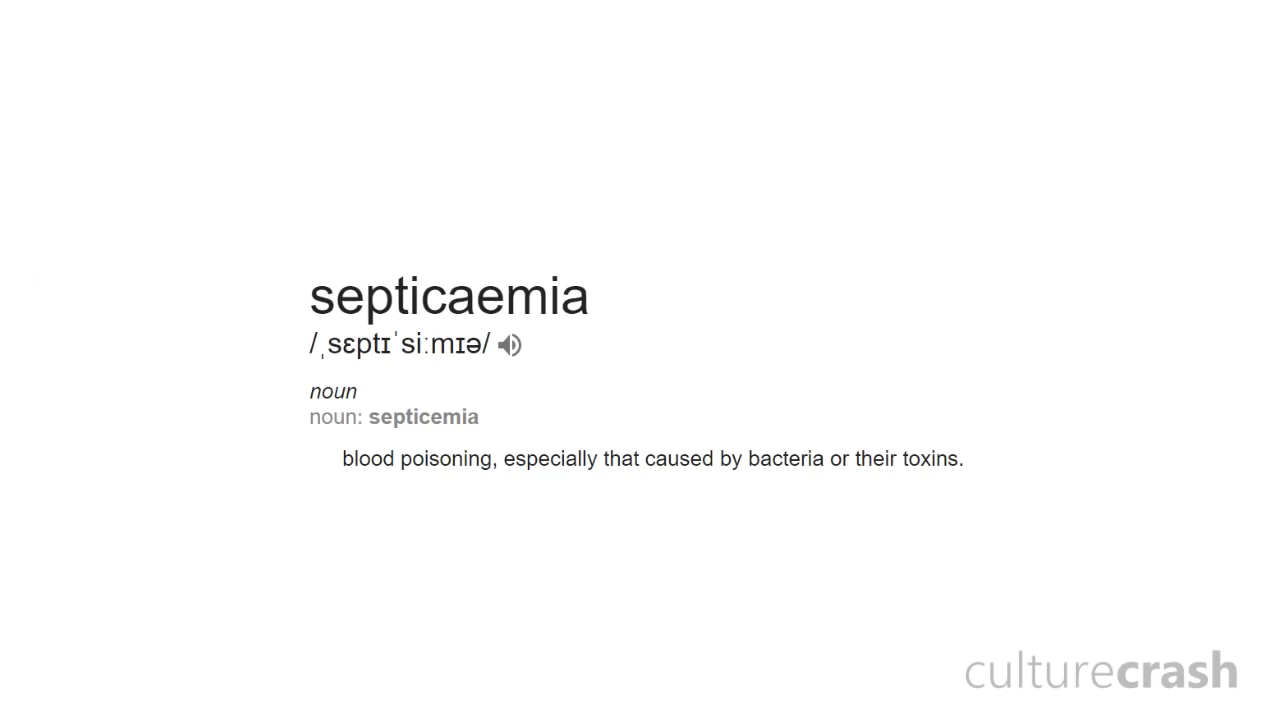 septicaemia
/ˌsɛptɪˈsiːmɪə/
noun
noun: septicemia
blood poisoning, especially that caused by bacteria or their toxins.
culturecrash